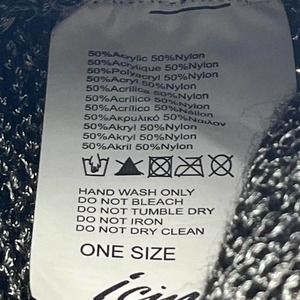 50%Acrylic 50%Nylon
50%Acrylique 50%Nylon
50%Polyacryl 50%Nylon
50%Acryl 50%Nylon
50%Acrilica 50%Nylon
50%Acrilico 50%Nylon
50%Acrílico 50%Nylon
50%Ακρυλικό 50%Ναιλον
50%Akryl 50%Nylon
50%Akryl 50%Nylon
50%Akril 50%Nylon
HAND WASH ONLY
DO NOT BLEACH
DO NOT TUMBLE DRY
DO NOT IRON
DO NOT DRY CLEAN
ONE SIZE